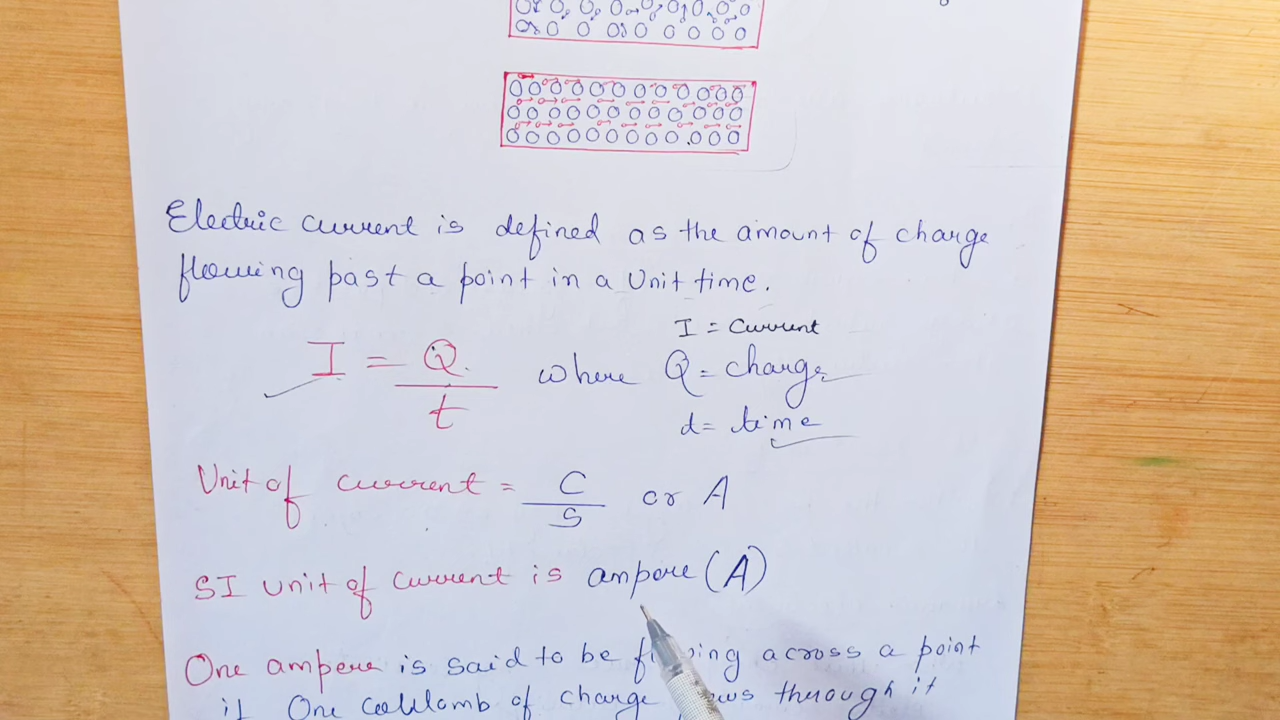 Electric current is defined as the amount of charge
flowing past a point in a Unit time.
I = Current
I = Q/t where Q = charge
t = time
Unit of current = C/S or A
SI unit of current is ampere (A)
One ampere is said to be flowing across a point
if One coulomb of charge flows through it